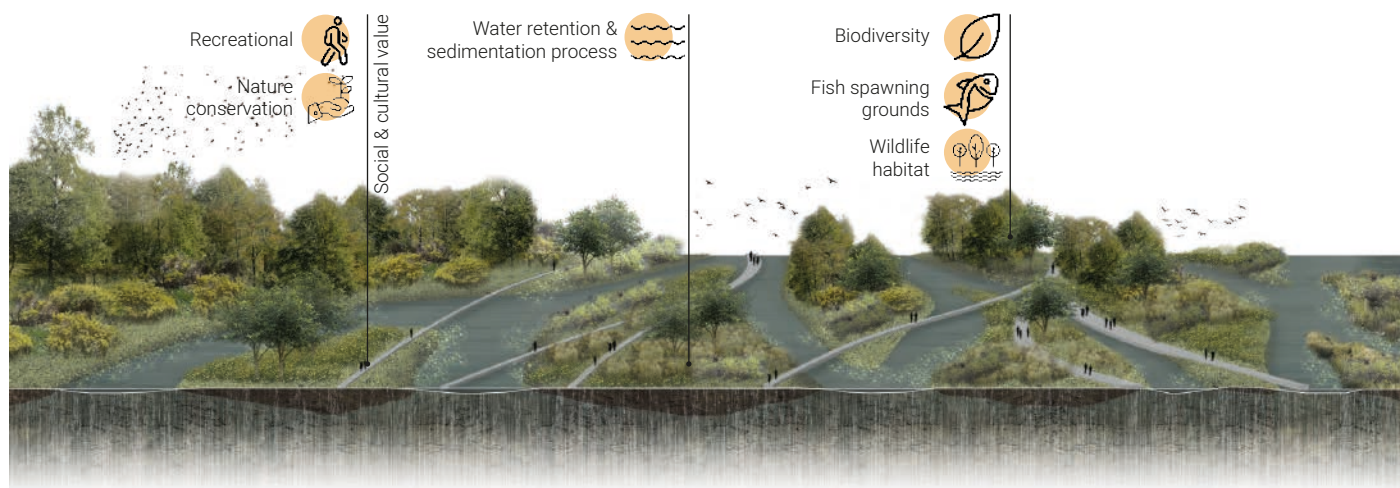 Recreational
Nature
conservation
Social & cultural value
Water retention &
sedimentation process
Biodiversity
Fish spawning
grounds
Wildlife
habitat